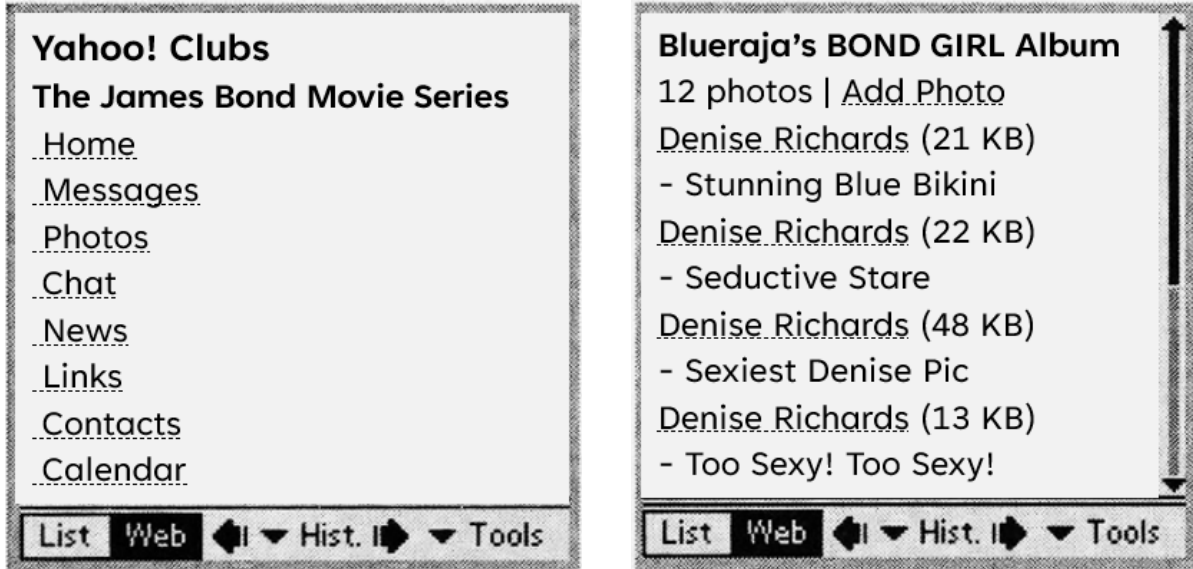 Yahoo! Clubs
The James Bond Movie Series
Home
Messages
Photos
Chat
News
Links
Contacts
Calendar
List Web Hist. Tools
Blueraja’s BOND GIRL Album
12 photos | Add Photo
Denise Richards (21 KB)
- Stunning Blue Bikini
Denise Richards (22 KB)
- Seductive Stare
Denise Richards (48 KB)
- Sexiest Denise Pic
Denise Richards (13 KB)
- Too Sexy! Too Sexy!
List Web Hist. Tools